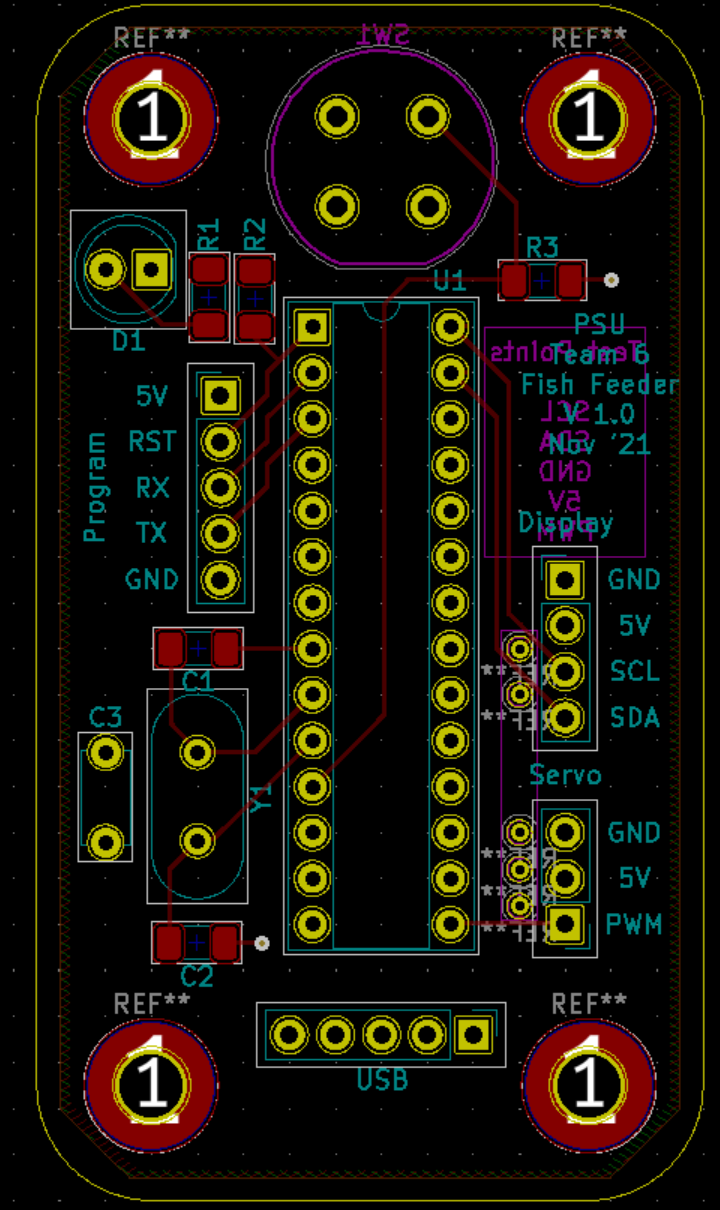 REF**
SW1
REF**
1
1
R1
R2
R3
U1
D1
PSU
Test Points
Team 6
Fish Feeder
V 1.0
SCL
SDA
Nov '21
GND
5V
PWM
Program
5V
RST
RX
TX
GND
Display
GND
5V
SCL
SDA
REF**
REF**
C1
C3
Y1
Servo
GND
5V
PWM
REF**
REF**
REF**
C2
REF**
REF**
1
1
USB